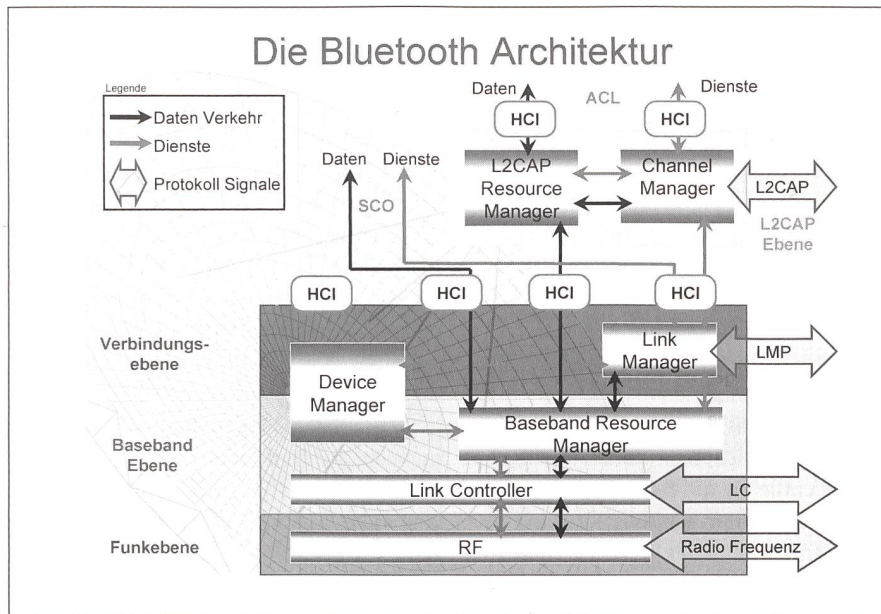 Die Bluetooth Architektur
Legende
Daten Verkehr
Dienste
Protokoll Signale
Daten
ACL
Dienste
HCI
HCI
Daten
Dienste
SCO
L2CAP
Resource
Manager
Channel
Manager
L2CAP
L2CAP
Ebene
HCI
HCI
HCI
HCI
Verbindungs-
ebene
Link
Manager
LMP
Device
Manager
Baseband
Ebene
Baseband Resource
Manager
Link Controller
LC
Funkebene
RF
Radio Frequenz